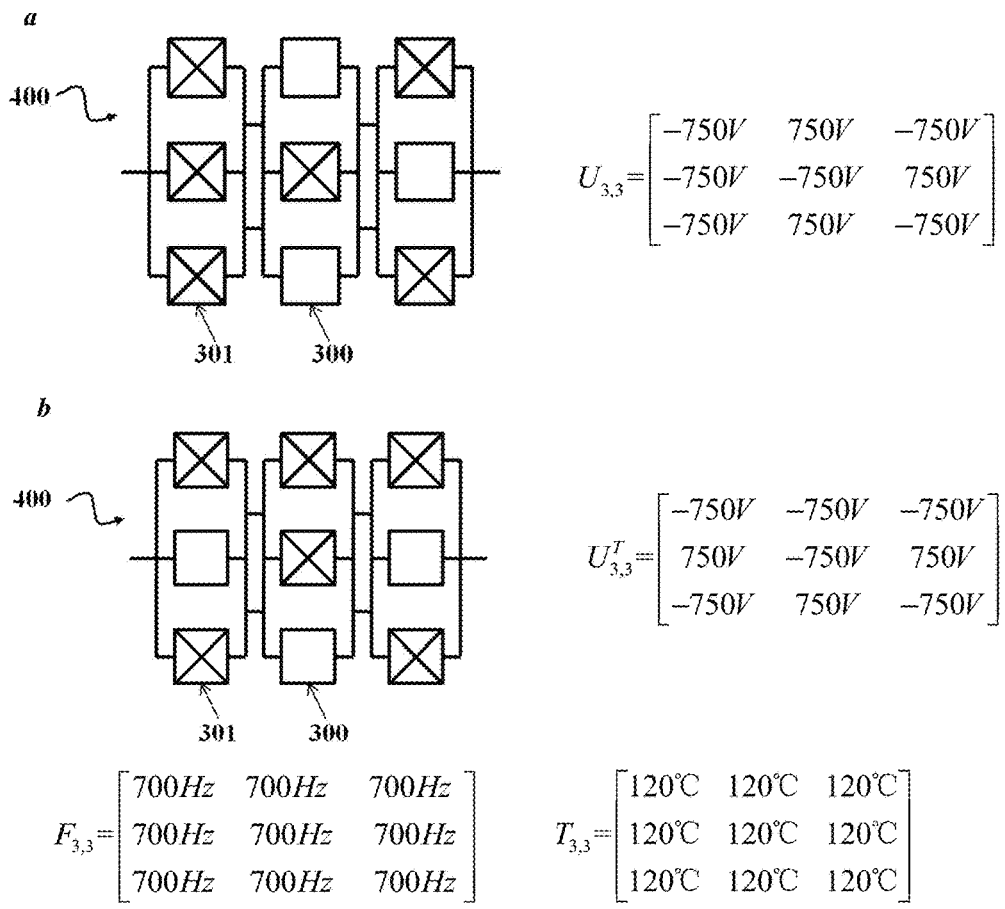 a
400
301
300
U3,3=
−750V 750V −750V
−750V −750V 750V
−750V 750V −750V
b
400
301
300
U^T3,3=
−750V −750V −750V
750V −750V 750V
−750V 750V −750V
F3,3=
700Hz 700Hz 700Hz
700Hz 700Hz 700Hz
700Hz 700Hz 700Hz
T3,3=
120℃ 120℃ 120℃
120℃ 120℃ 120℃
120℃ 120℃ 120℃